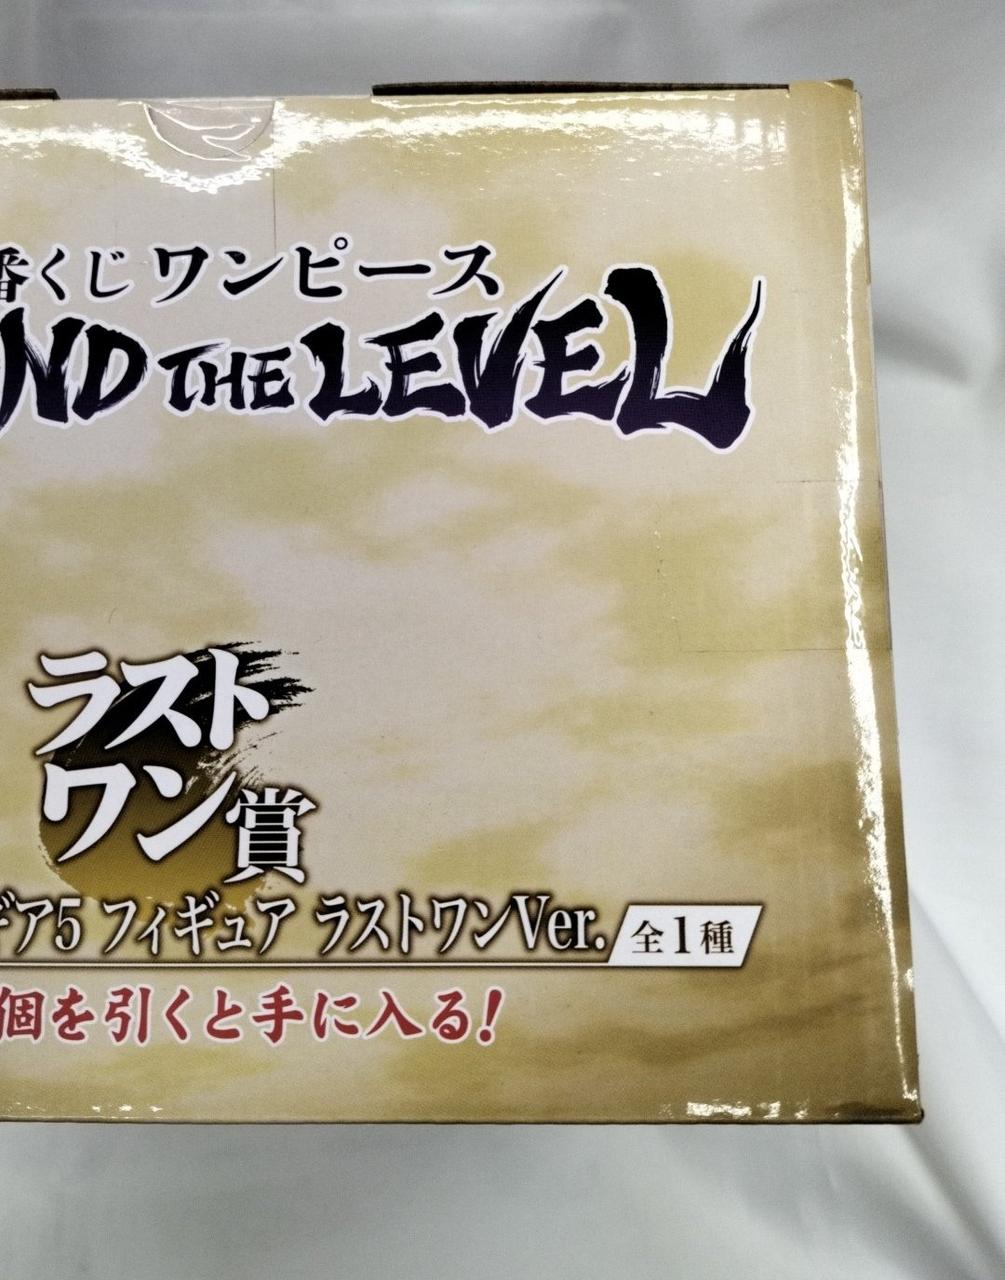 番くじ ワンピース
ND THE LEVEL
ラスト
ワン賞
ギア5 フィギュア ラストワンVer. 全1種
個を引くと手に入る!